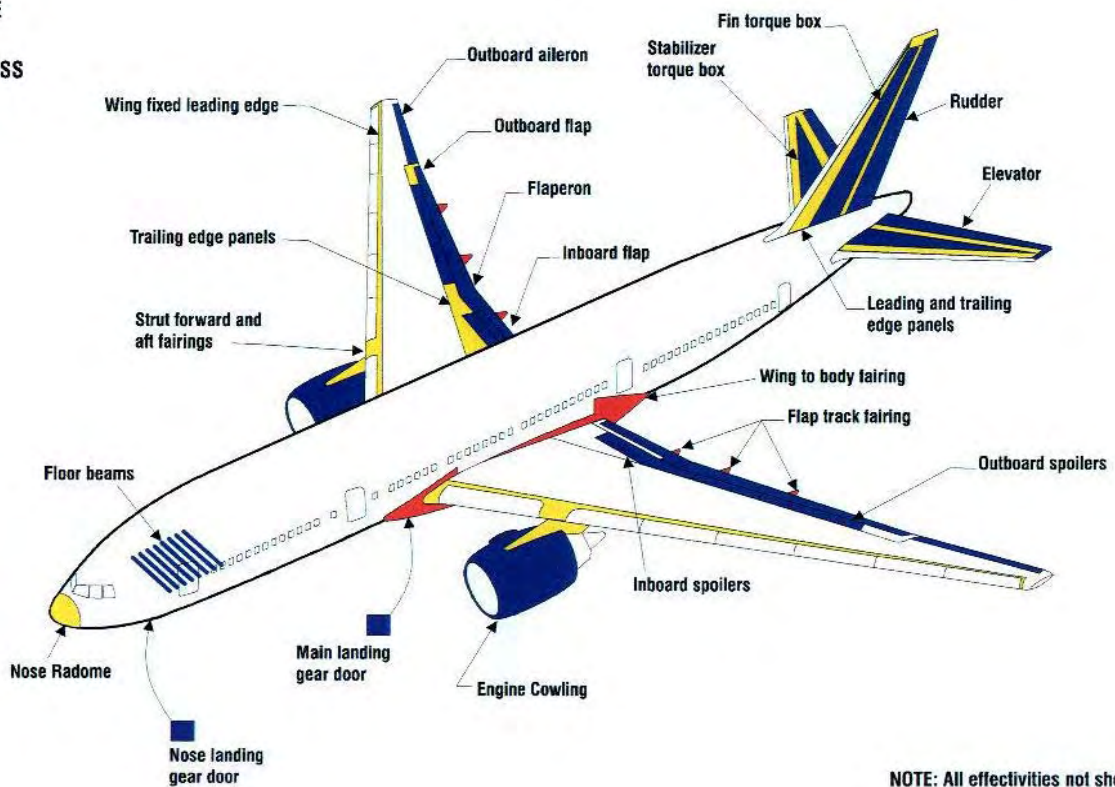 SS
Fin torque box
Stabilizer
torque box
Outboard aileron
Wing fixed leading edge
Rudder
Outboard flap
Elevator
Flaperon
Trailing edge panels
Inboard flap
Strut forward and
aft fairings
Leading and trailing
edge panels
Wing to body fairing
Flap track fairing
Floor beams
Outboard spoilers
Inboard spoilers
Main landing
gear door
Nose Radome
Engine Cowling
Nose landing
gear door
NOTE: All effectivities not sh